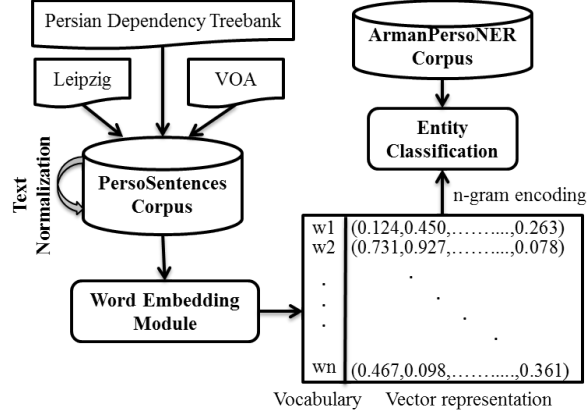 Persian Dependency Treebank
Leipzig
VOA
PersoSentences
Corpus
Text
Normalization
Word Embedding
Module
ArmanPersoNER
Corpus
Entity
Classification
n-gram encoding
w1 (0.124,0.450,……...,0.263)
w2 (0.731,0.927,……...,0.078)
wn (0.467,0.098,……....,0.361)
Vocabulary Vector representation